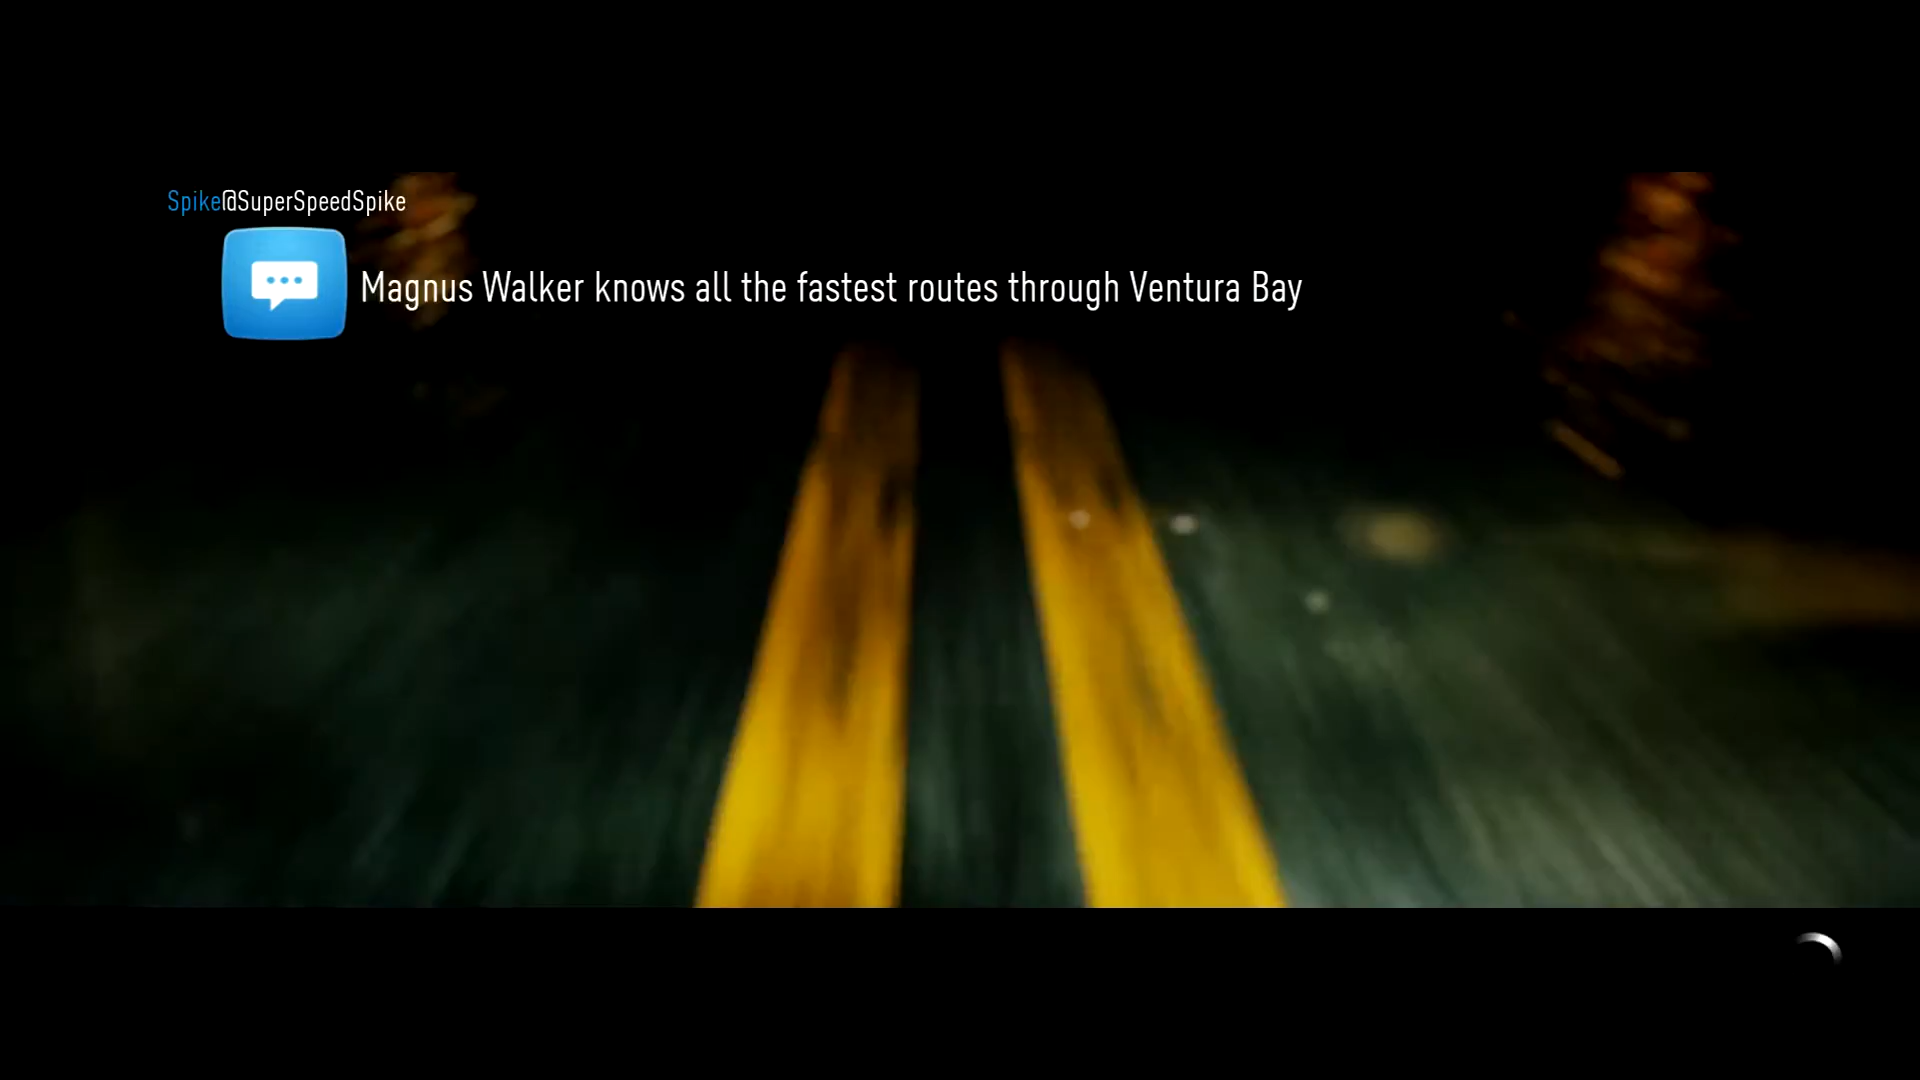 Spike@SuperSpeedSpike
Magnus Walker knows all the fastest routes through Ventura Bay